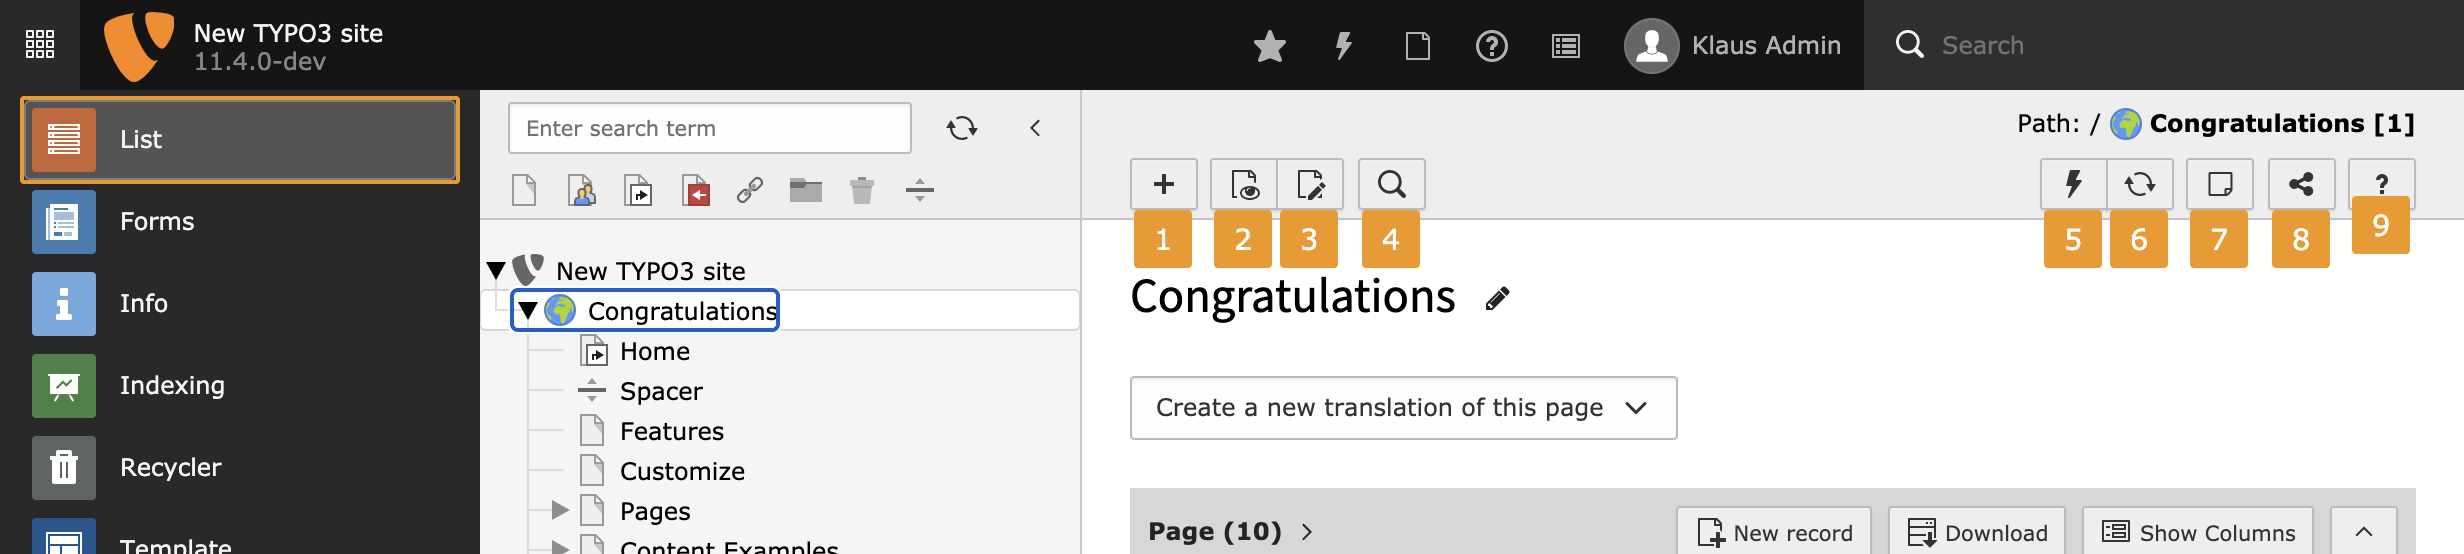 New TYPO3 site
11.4.0-dev
Klaus Admin
Search
List
Forms
Info
Indexing
Recycler
Template
Enter search term
New TYPO3 site
Congratulations
Home
Spacer
Features
Customize
Pages
Content Examples
Path: / Congratulations [1]
?
1 2 3 4 5 6 7 8 9
Congratulations
Create a new translation of this page
Page (10)
New record
Download
Show Columns